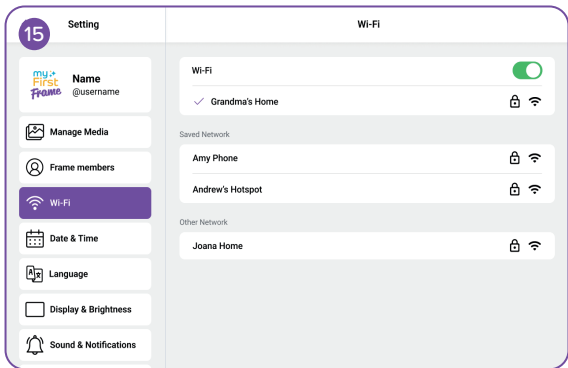 15
Setting
my
First
Frame
Name
@username
Manage Media
Frame members
Wi-Fi
Date & Time
Language
Display & Brightness
Sound & Notifications
Wi-Fi
Wi-Fi
Grandma's Home
Saved Network
Amy Phone
Andrew's Hotspot
Other Network
Joana Home